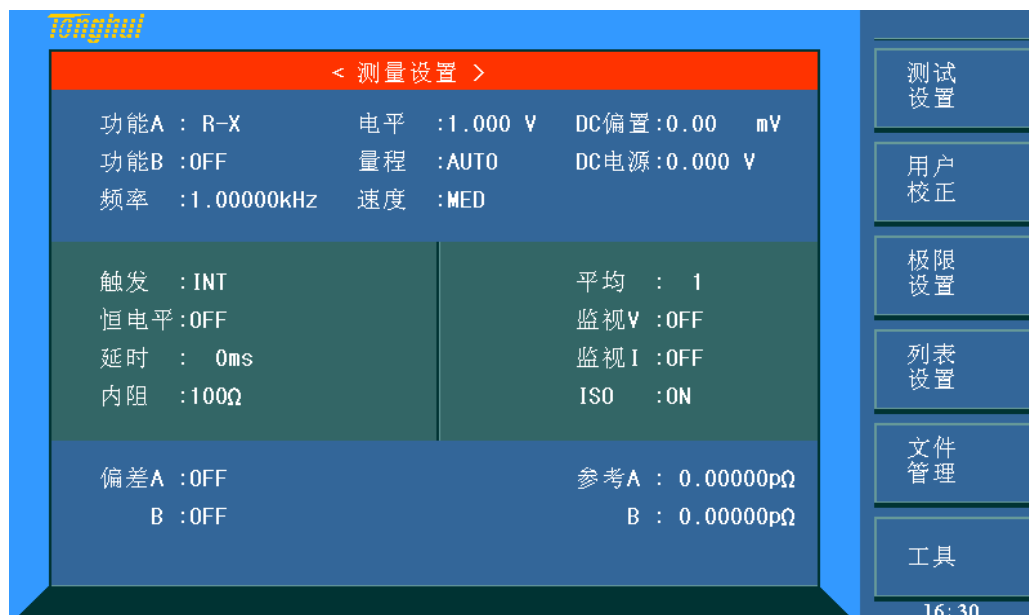 Tonghui
< 测量设置 >
功能A : R-X 电平 :1.000 V DC偏置:0.00 mV
功能B :OFF 量程 :AUTO DC电源:0.000 V
频率 :1.00000kHz 速度 :MED
触发 :INT 平均 : 1
恒电平:OFF 监视V :OFF
延时 : 0ms 监视I :OFF
内阻 :100Ω ISO :ON
偏差A :OFF 参考A : 0.00000pΩ
B :OFF B : 0.00000pΩ
测试
设置
用户
校正
极限
设置
列表
设置
文件
管理
工具
16:30